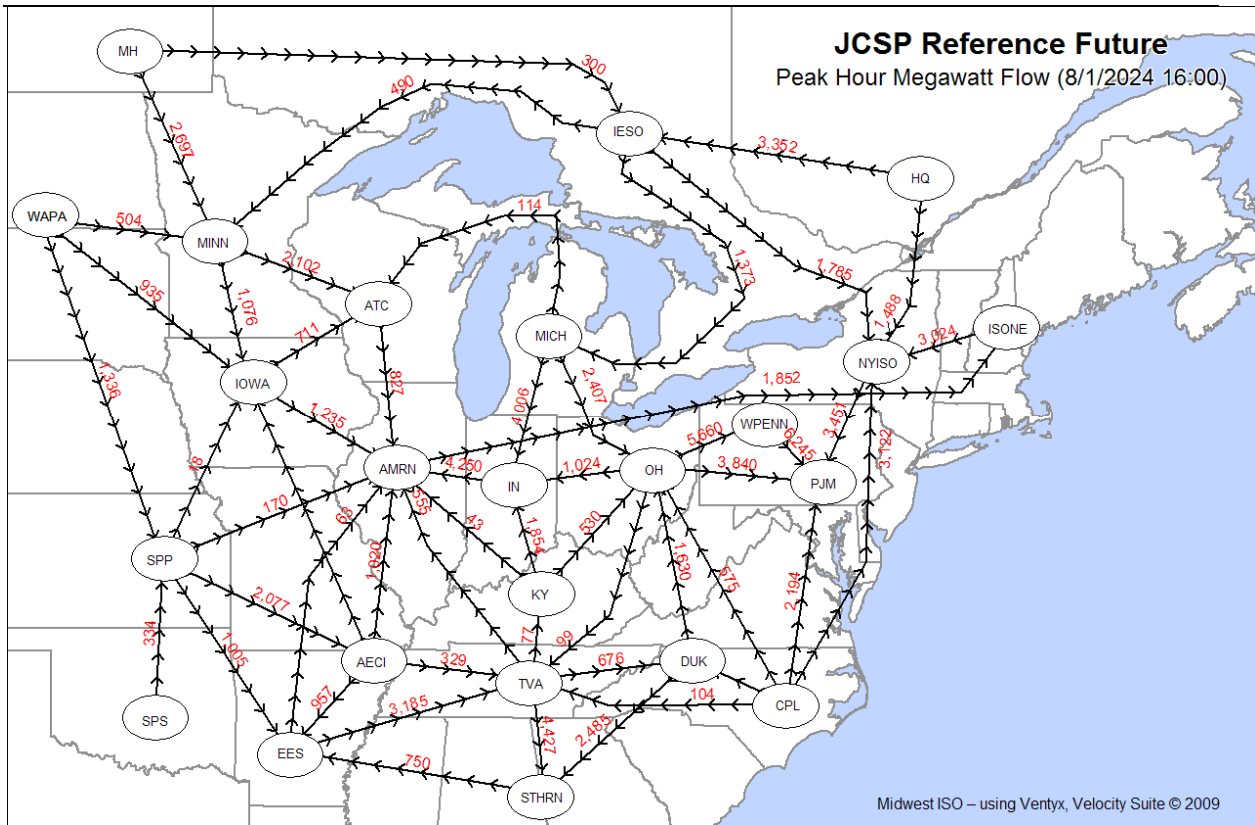 JCSP Reference Future
Peak Hour Megawatt Flow (8/1/2024 16:00)
MH
300
490
IESO
3,352
HQ
2,697
WAPA
504
MINN
114
2,102
1,373
1,785
935
1,076
ATC
1,488
711
MICH
ISONE
3,024
NYISO
1,336
IOWA
827
2,407
1,852
1,235
4,006
WPENN
3,451
5,660
6,245
3,122
AMRN
4,250
IN
1,024
OH
3,840
PJM
18
170
68
555
43
530
1,854
1,020
1,630
575
2,194
SPP
KY
2,077
334
1,005
77
99
AECI
329
676
DUK
TVA
957
3,185
104
CPL
SPS
4,427
2,485
EES
750
STHRN
Midwest ISO – using Ventyx, Velocity Suite © 2009